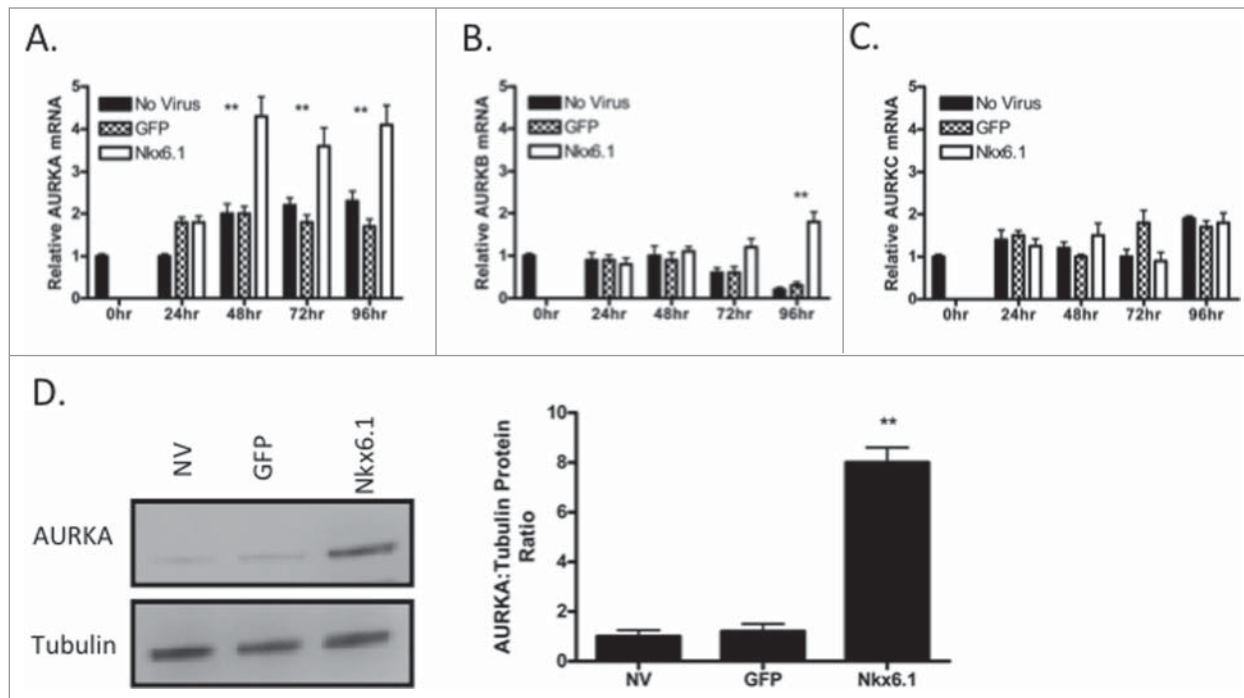 A.
Relative AURKA mRNA
5
4
3
2
1
0
No Virus
GFP
Nkx6.1
** ** **
0hr 24hr 48hr 72hr 96hr
B.
Relative AURKB mRNA
5
4
3
2
1
0
No Virus
GFP
Nkx6.1
**
0hr 24hr 48hr 72hr 96hr
C.
Relative AURKC mRNA
5
4
3
2
1
0
No Virus
GFP
Nkx6.1
0hr 24hr 48hr 72hr 96hr
D.
NV
GFP
Nkx6.1
AURKA
Tubulin
AURKA:Tubulin Protein
Ratio
10
8
6
4
2
0
**
NV GFP Nkx6.1